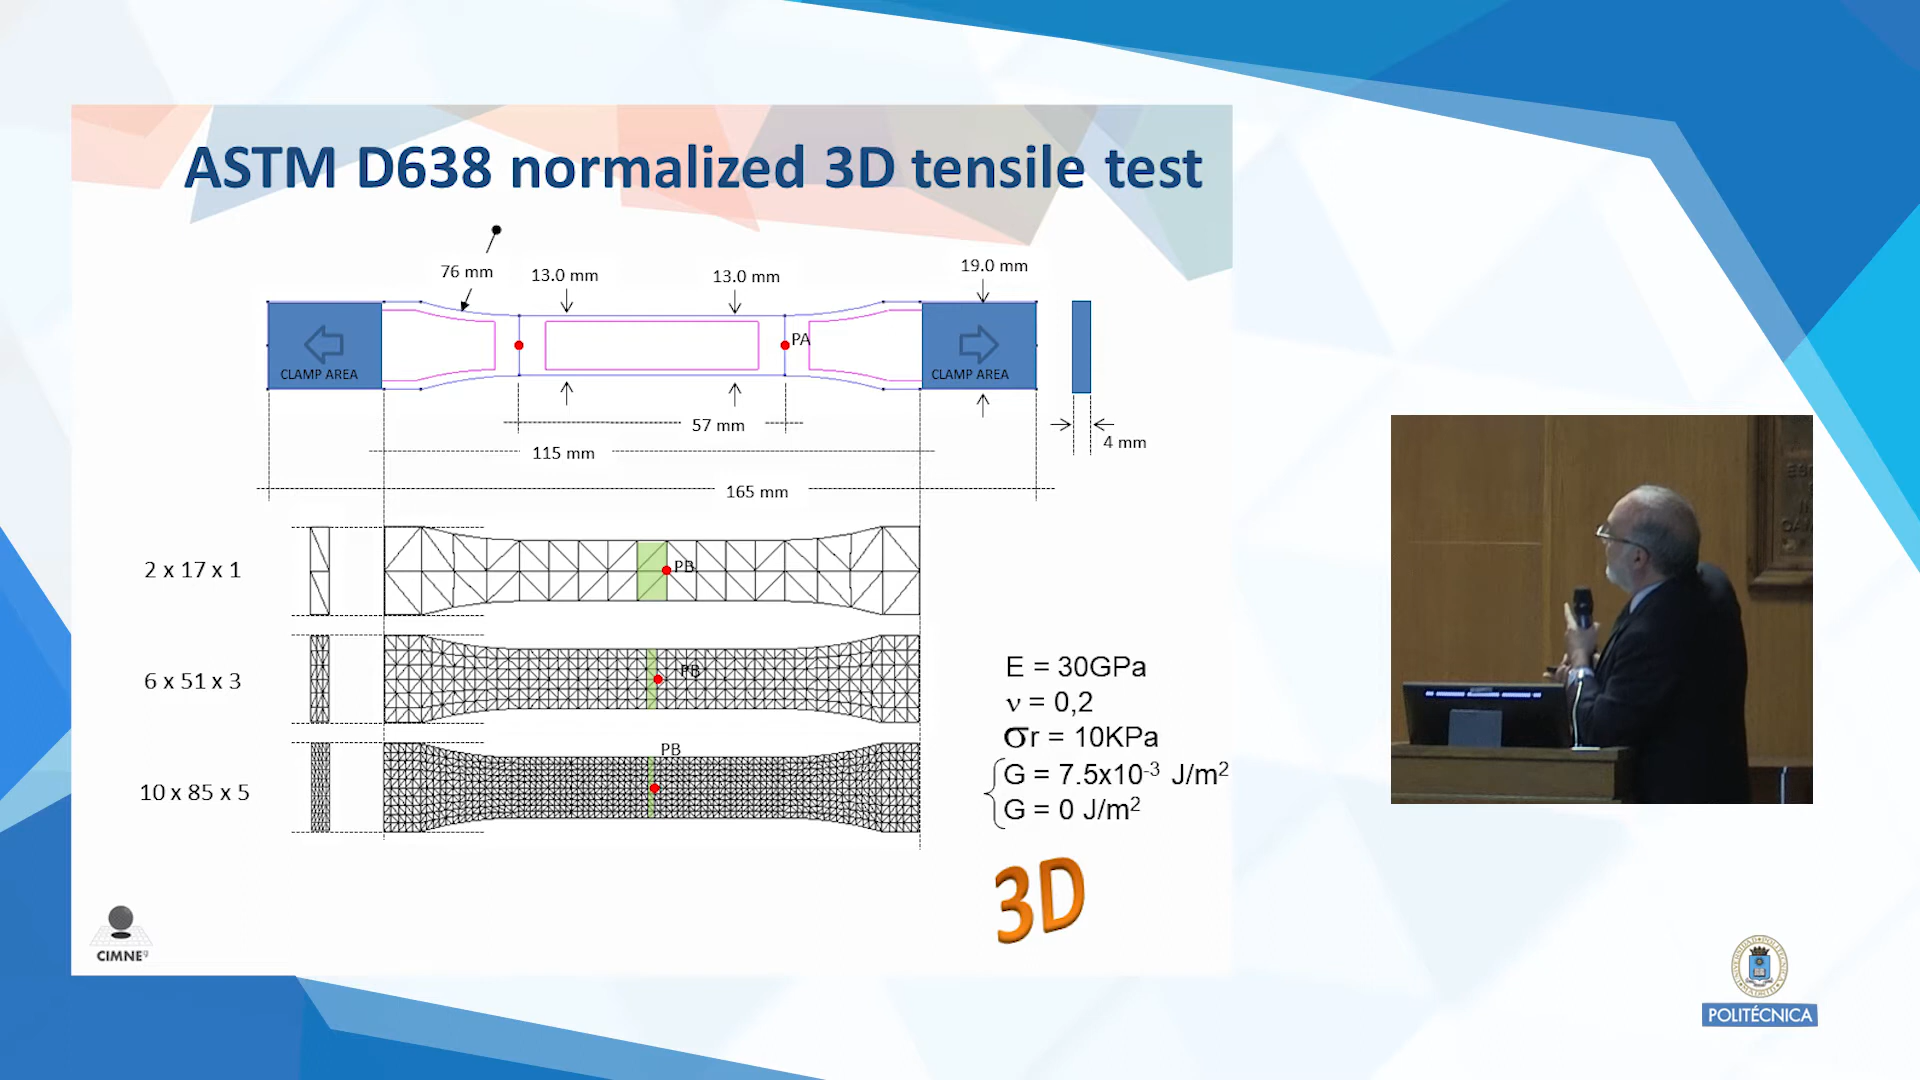 ASTM D638 normalized 3D tensile test
76 mm
13.0 mm
13.0 mm
19.0 mm
PA
CLAMP AREA
CLAMP AREA
57 mm
4 mm
115 mm
165 mm
2 x 17 x 1
PB
6 x 51 x 3
PB
10 x 85 x 5
PB
E = 30GPa
ν = 0,2
σr = 10KPa
G = 7.5x10⁻³ J/m²
G = 0 J/m²
3D
CIMNE
POLITÉCNICA